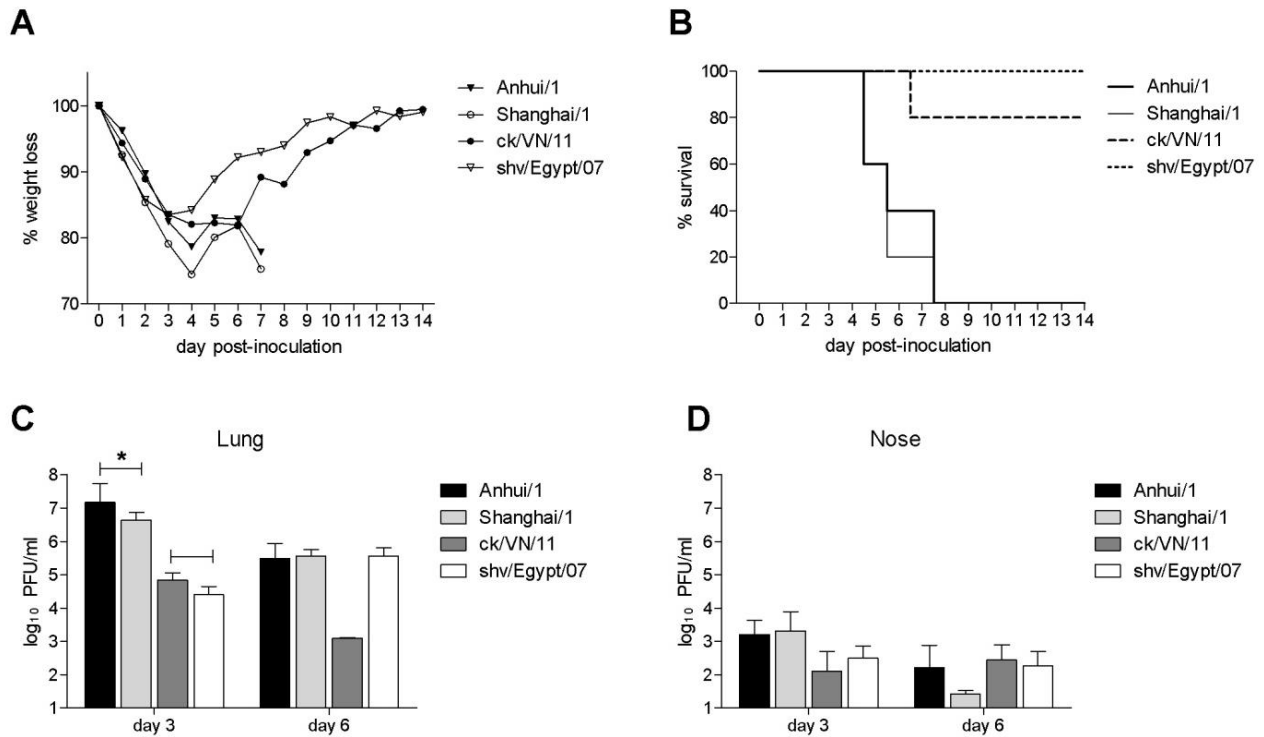 A
% weight loss
100
90
80
70
0 1 2 3 4 5 6 7 8 9 10 11 12 13 14
day post-inoculation
Anhui/1
Shanghai/1
ck/VN/11
shv/Egypt/07
B
% survival
100
80
60
40
20
0
0 1 2 3 4 5 6 7 8 9 10 11 12 13 14
day post-inoculation
Anhui/1
Shanghai/1
ck/VN/11
shv/Egypt/07
C
Lung
*
log₁₀ PFU/ml
8
7
6
5
4
3
2
1
day 3 day 6
Anhui/1
Shanghai/1
ck/VN/11
shv/Egypt/07
D
Nose
log₁₀ PFU/ml
8
7
6
5
4
3
2
1
day 3 day 6
Anhui/1
Shanghai/1
ck/VN/11
shv/Egypt/07